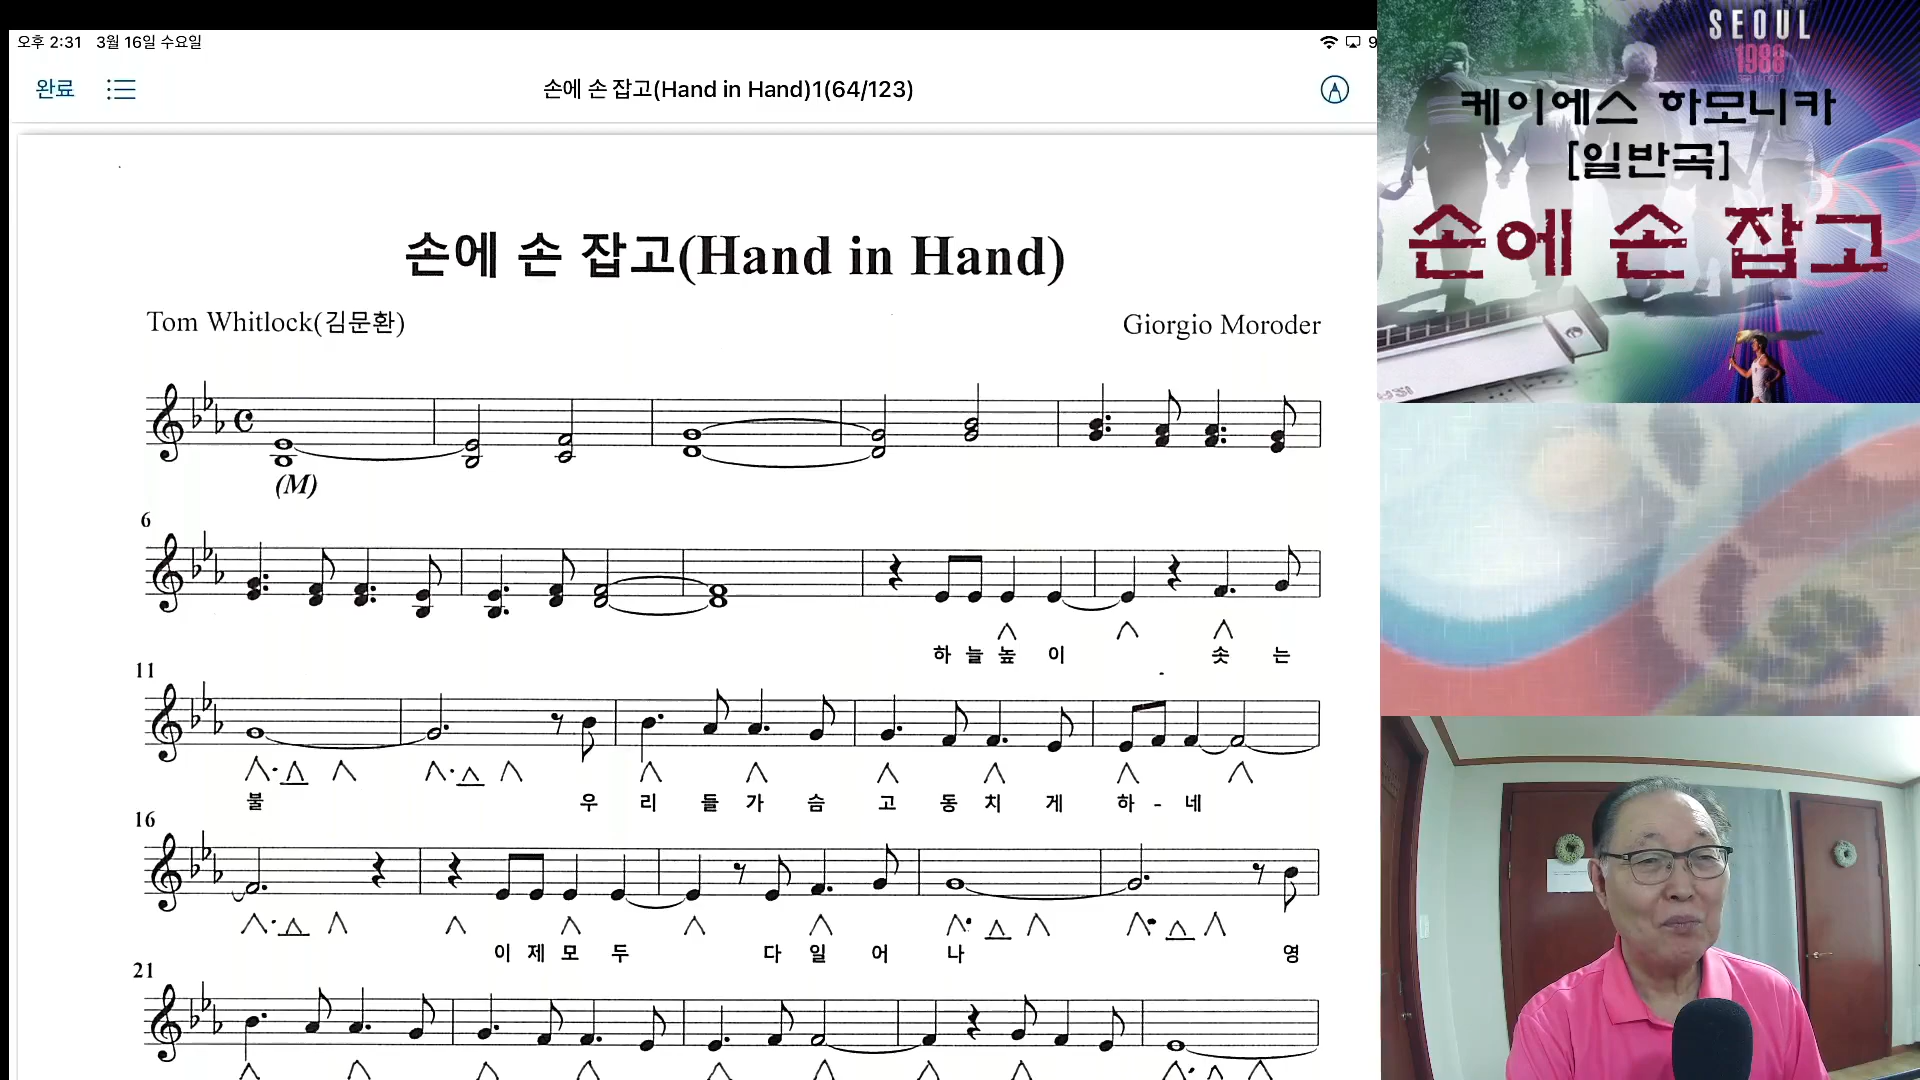 오후 2:31 3월 16일 수요일
9
완료
손에 손 잡고(Hand in Hand)1(64/123)
손에 손 잡고(Hand in Hand)
Tom Whitlock(김문환)
Giorgio Moroder
(M)
6
하 늘 높 이 솟 는
11
불 우 리 들 가 슴 고 동 치 게 하 - 네
16
이 제 모 두 다 일 어 나 영
21
SEOUL
1988
케이에스 하모니카
[일반곡]
손에 손 잡고